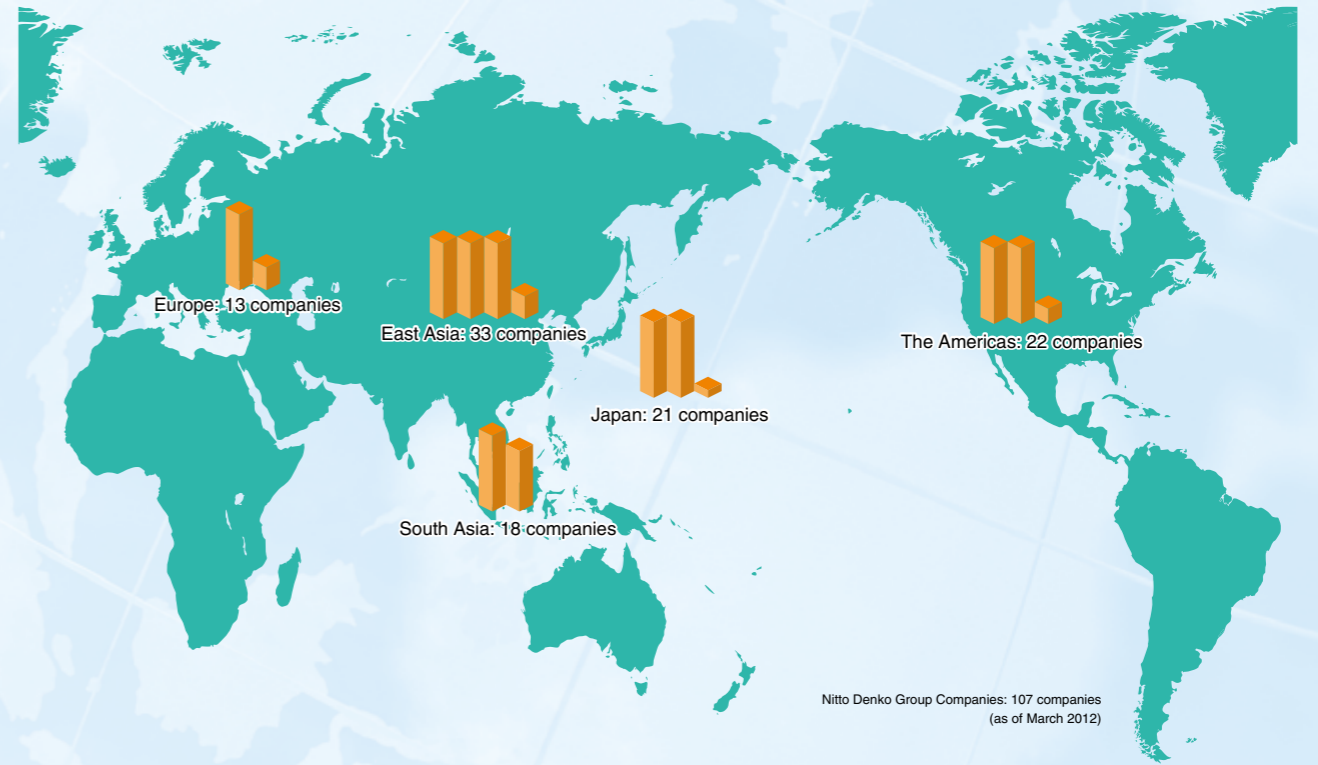 Europe: 13 companies
East Asia: 33 companies
The Americas: 22 companies
Japan: 21 companies
South Asia: 18 companies
Nitto Denko Group Companies: 107 companies
(as of March 2012)